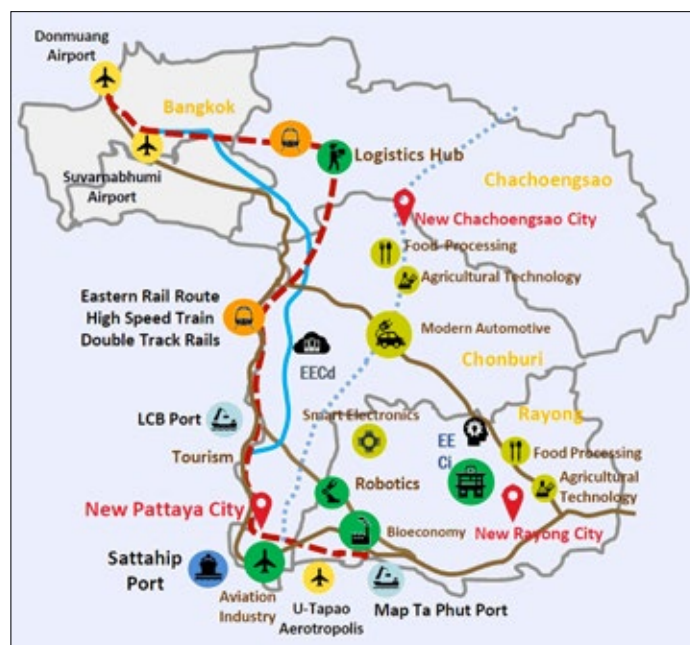 Donmuang
Airport
Bangkok
Logistics Hub
Suvarnabhumi
Airport
Chachoengsao
New Chachoengsao City
Food Processing
Agricultural Technology
Eastern Rail Route
High Speed Train
Double Track Rails
Modern Automotive
EECd
Chonburi
LCB Port
Smart Electronics
Rayong
EE
Ci
Tourism
Food Processing
Robotics
Agricultural
Technology
New Pattaya City
Bioeconomy
New Rayong City
Sattahip
Port
Aviation
Industry
U-Tapao
Aerotropolis
Map Ta Phut Port